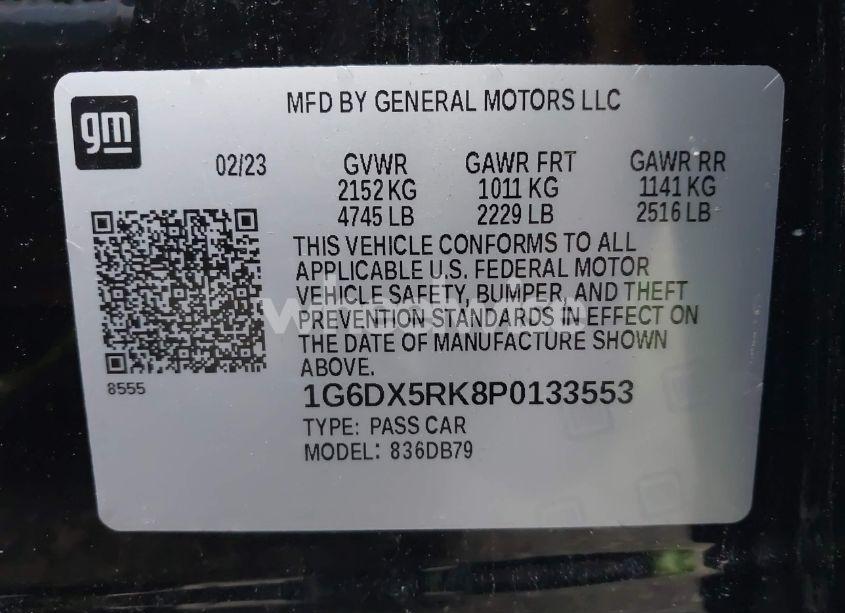 MFD BY GENERAL MOTORS LLC
gm
02/23 GVWR GAWR FRT GAWR RR
2152 KG 1011 KG 1141 KG
4745 LB 2229 LB 2516 LB
THIS VEHICLE CONFORMS TO ALL
APPLICABLE U.S. FEDERAL MOTOR
VEHICLE SAFETY, BUMPER, AND THEFT
PREVENTION STANDARDS IN EFFECT ON
THE DATE OF MANUFACTURE SHOWN
ABOVE.
8555
1G6DX5RK8P0133553
TYPE: PASS CAR
MODEL: 836DB79